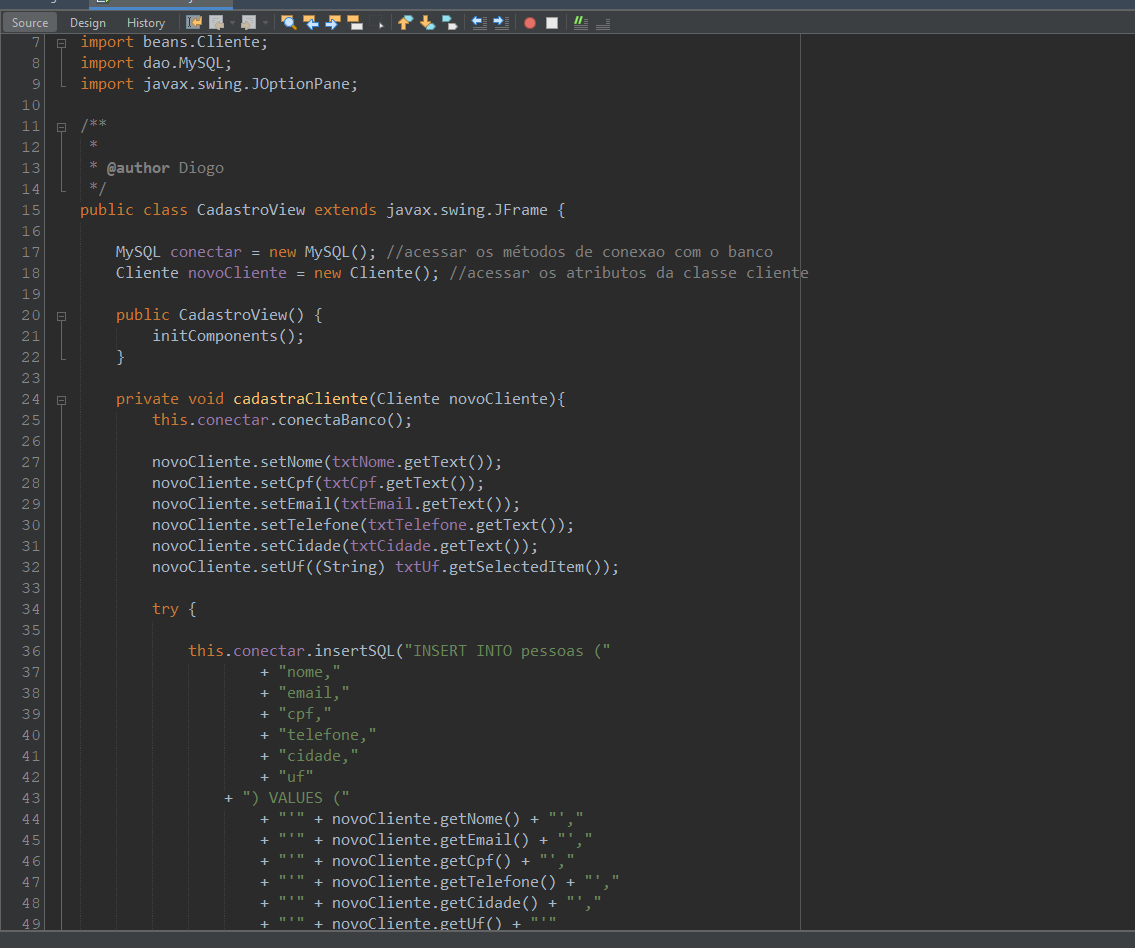 Source Design History
7 import beans.Cliente;
8 import dao.MySQL;
9 import javax.swing.JOptionPane;
10
11 /**
12 *
13 * @author Diogo
14 */
15 public class CadastroView extends javax.swing.JFrame {
16
17 MySQL conectar = new MySQL(); //acessar os métodos de conexao com o banco
18 Cliente novoCliente = new Cliente(); //acessar os atributos da classe cliente
19
20 public CadastroView() {
21 initComponents();
22 }
23
24 private void cadastraCliente(Cliente novoCliente){
25 this.conectar.conectaBanco();
26
27 novoCliente.setNome(txtNome.getText());
28 novoCliente.setCpf(txtCpf.getText());
29 novoCliente.setEmail(txtEmail.getText());
30 novoCliente.setTelefone(txtTelefone.getText());
31 novoCliente.setCidade(txtCidade.getText());
32 novoCliente.setUf((String) txtUf.getSelectedItem());
33
34 try {
35
36 this.conectar.insertSQL("INSERT INTO pessoas ("
37 + "nome,"
38 + "email,"
39 + "cpf,"
40 + "telefone,"
41 + "cidade,"
42 + "uf"
43 + ") VALUES ("
44 + "'" + novoCliente.getNome() + "',"
45 + "'" + novoCliente.getEmail() + "',"
46 + "'" + novoCliente.getCpf() + "',"
47 + "'" + novoCliente.getTelefone() + "',"
48 + "'" + novoCliente.getCidade() + "',"
49 + "'" + novoCliente.getUf() + "'"